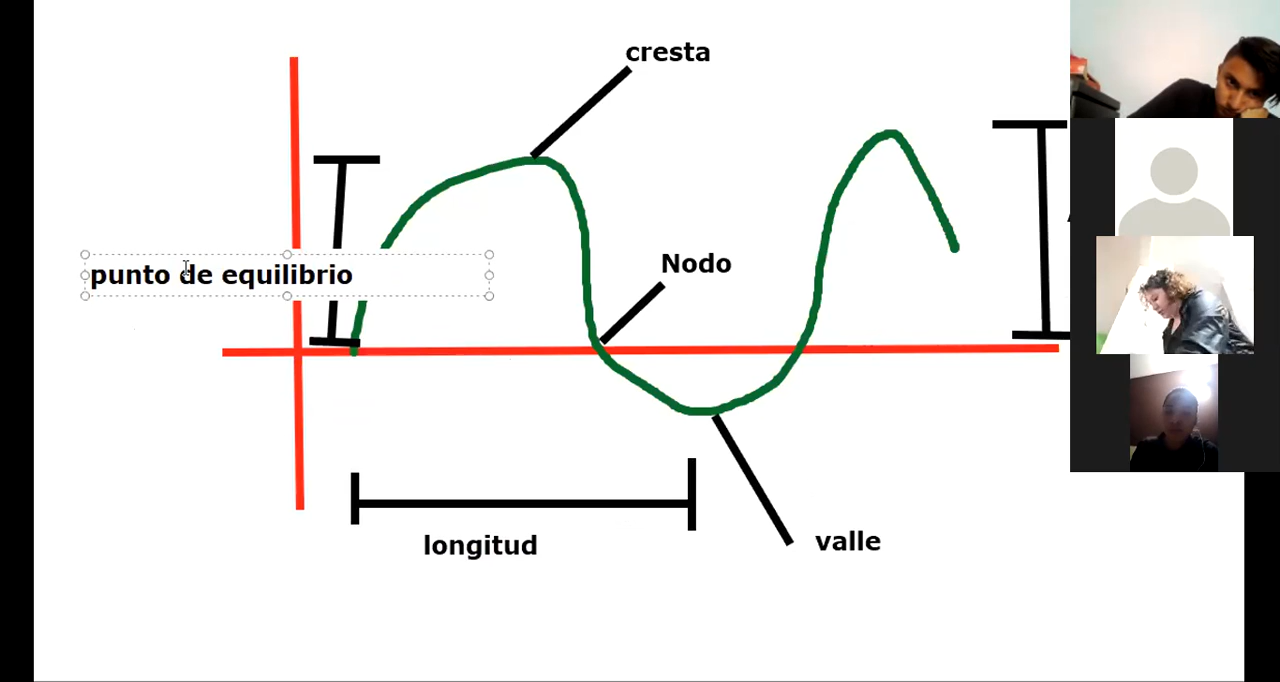 cresta
Nodo
punto de equilibrio
longitud
valle